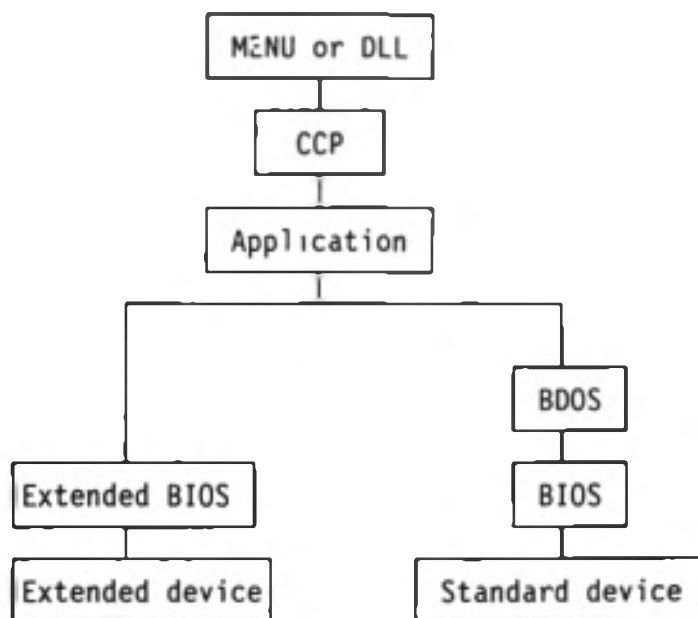 MENU or DLL
CCP
Application
BDOS
Extended BIOS
BIOS
Extended device
Standard device